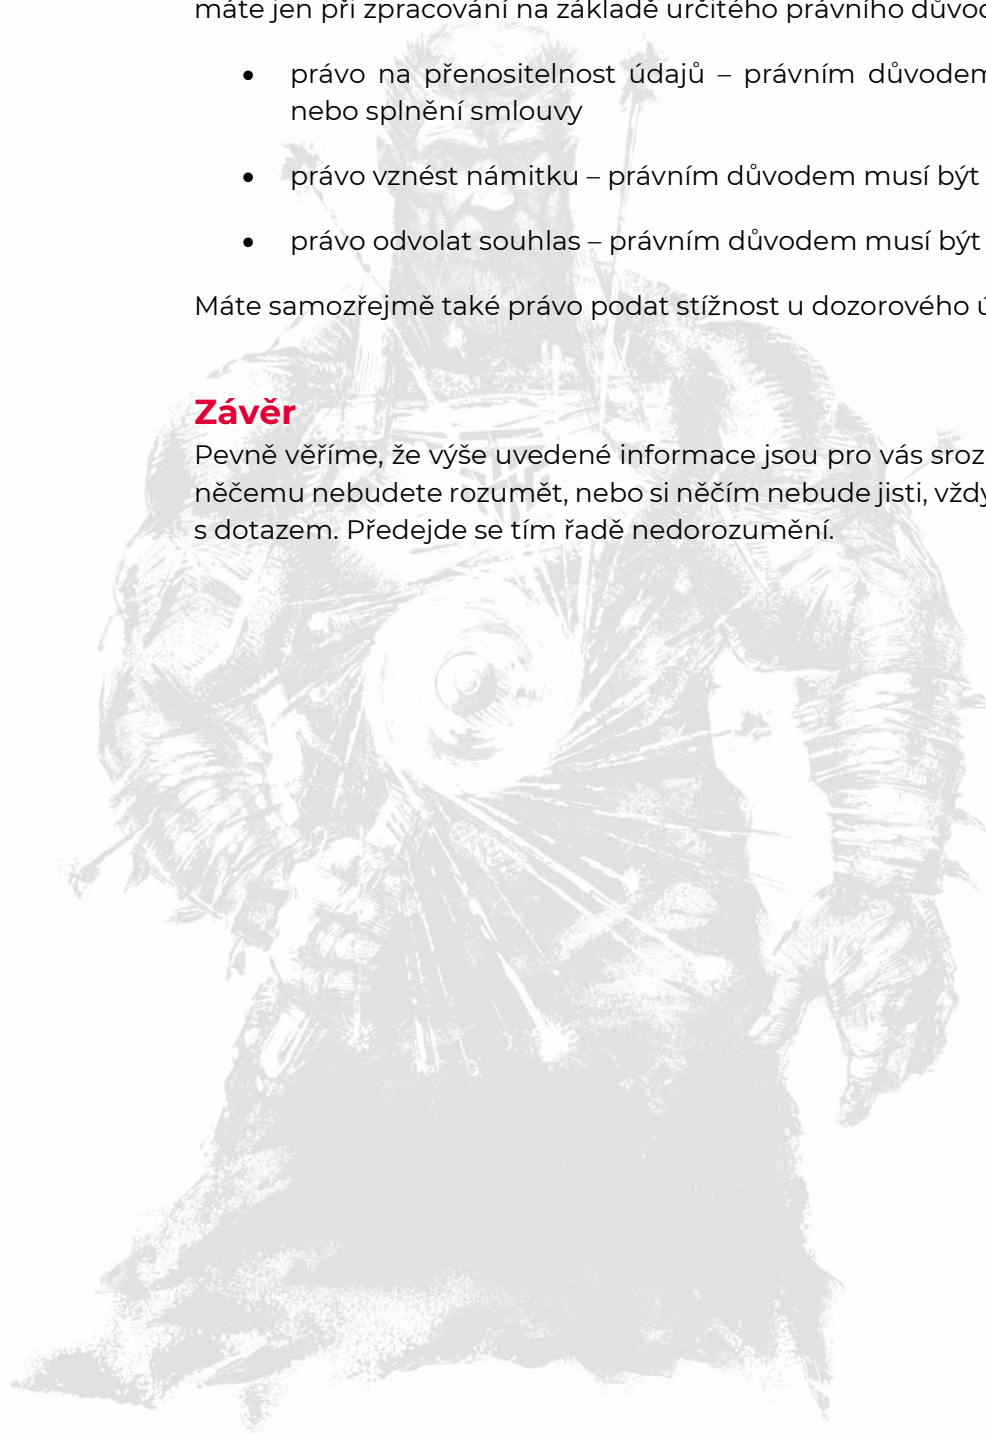 máte jen při zpracování na základě určitého právního
• právo na přenositelnost údajů – právním důvodem
nebo splnění smlouvy
• právo vznést námitku – právním důvodem musí být
• právo odvolat souhlas – právním důvodem musí být
Máte samozřejmě také právo podat stížnost u dozorového
Závěr
Pevně věříme, že výše uvedené informace jsou pro vás
něčemu nebudete rozumět, nebo si něčím nebude jisti, vždy
s dotazem. Předejde se tím řadě nedorozumění.